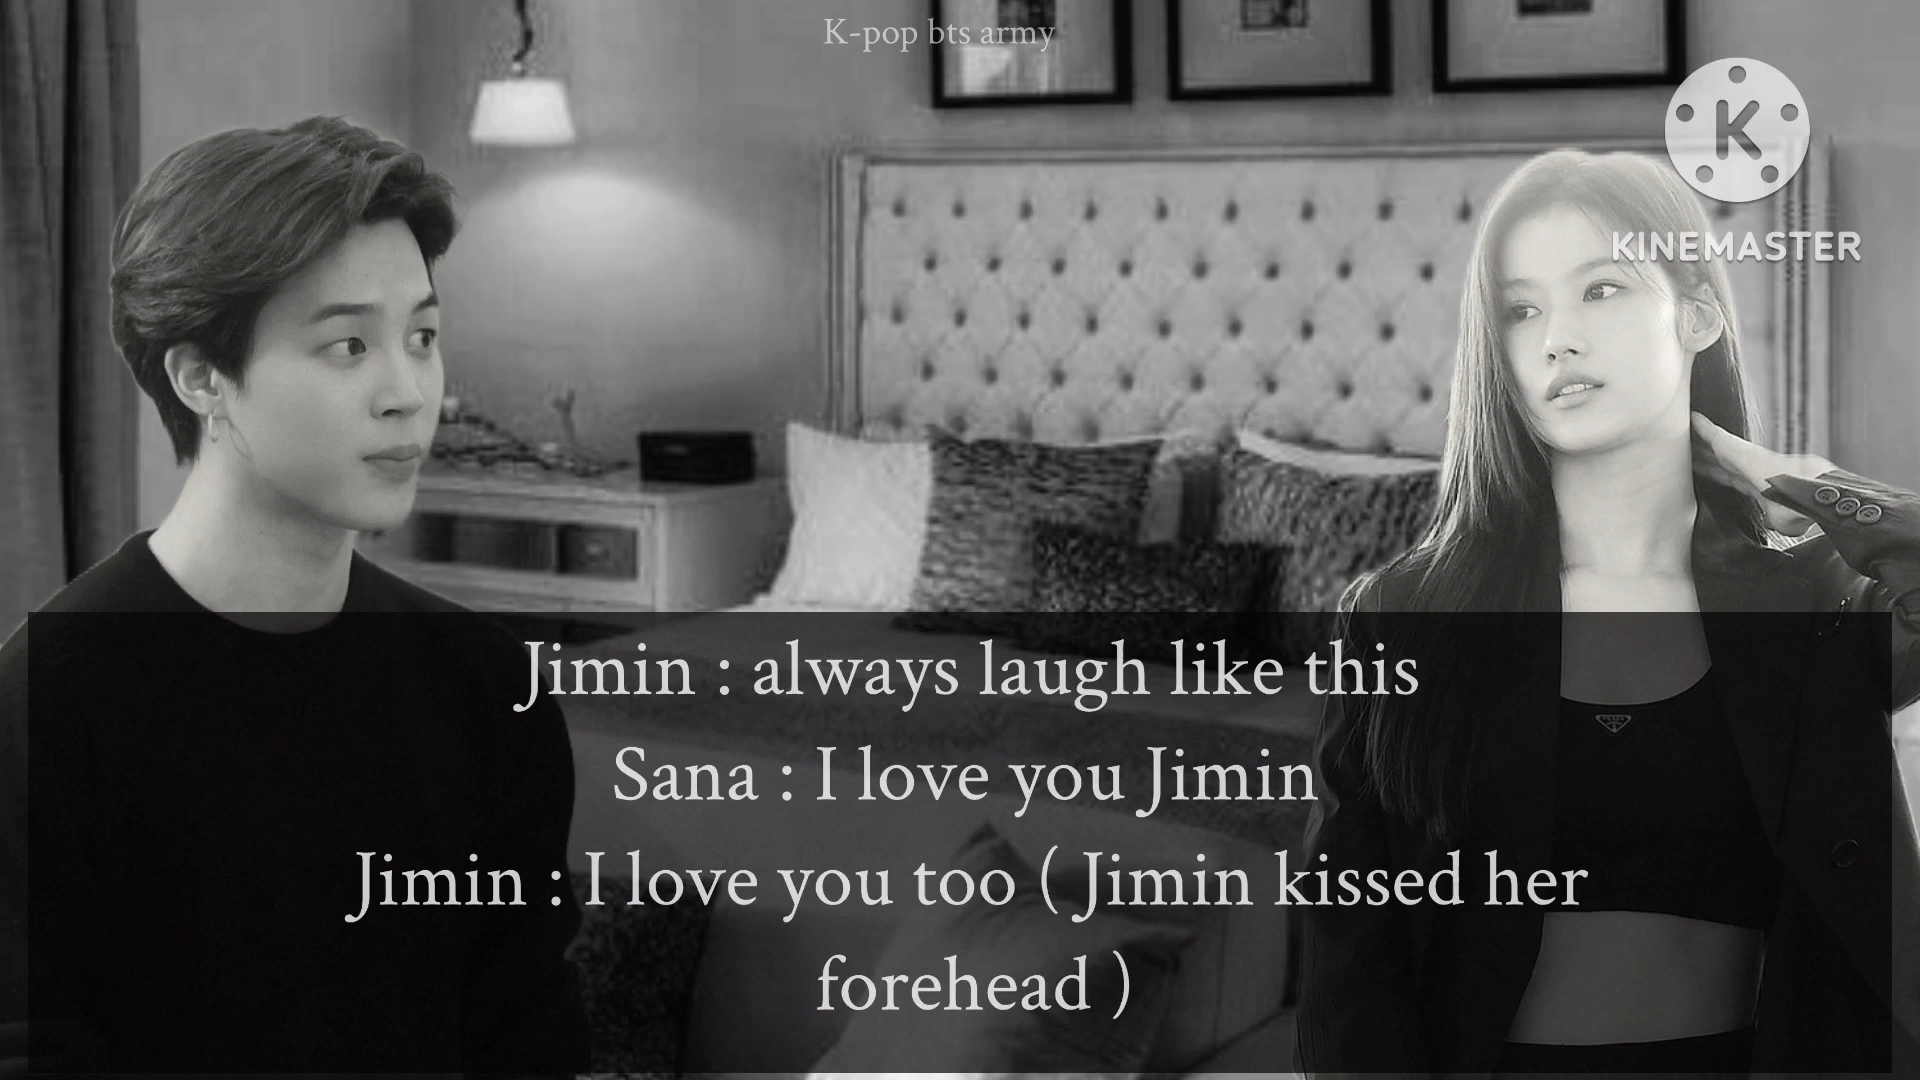 K-pop bts army
K
KINEMASTER
PRADA
Jimin : always laugh like this
Sana : I love you Jimin
Jimin : I love you too ( Jimin kissed her
forehead )